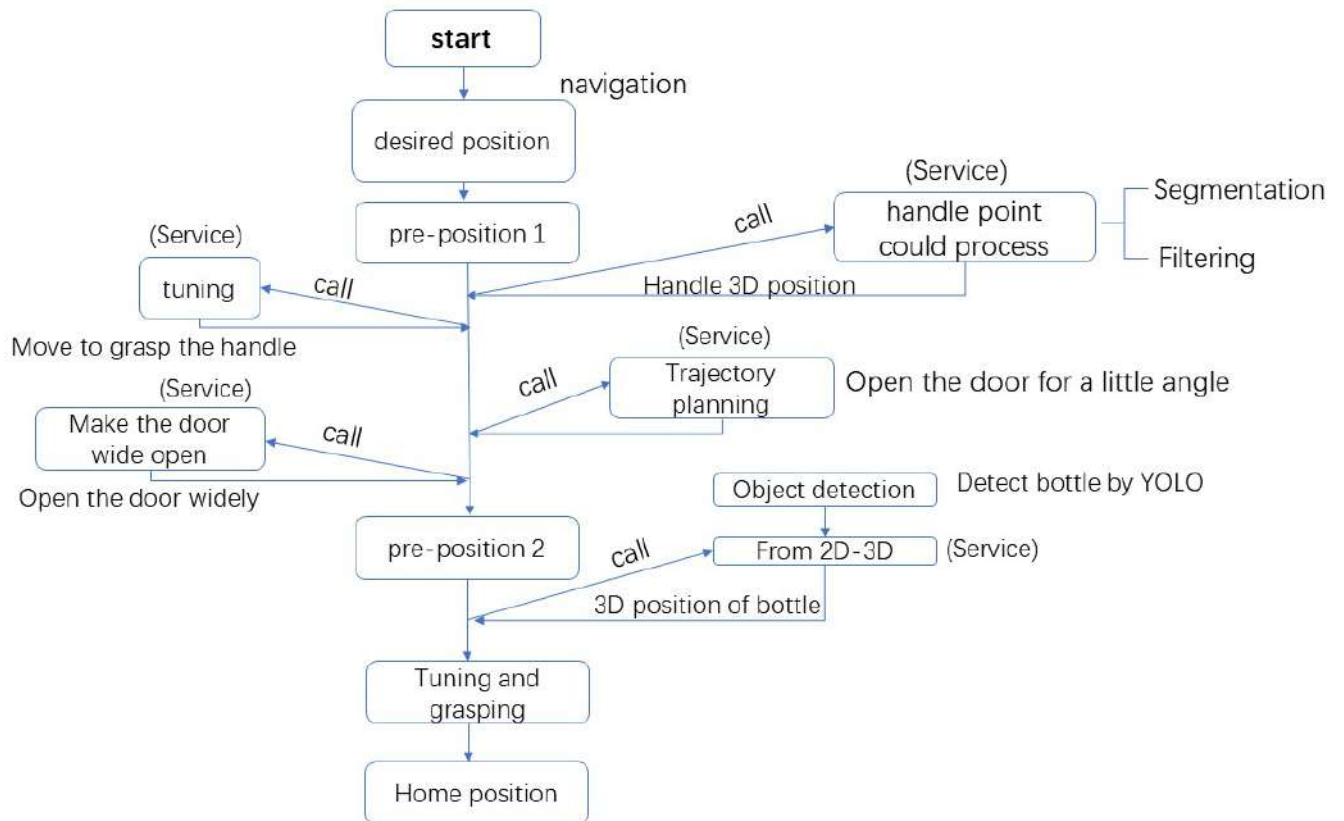 start
navigation
desired position
(Service)
pre-position 1
call
handle point
could process
Segmentation
Filtering
(Service)
tuning
call
Handle 3D position
Move to grasp the handle
(Service)
call
Trajectory
planning
Open the door for a little angle
(Service)
Make the door
wide open
call
Open the door widely
Object detection
Detect bottle by YOLO
pre-position 2
call
From 2D-3D
(Service)
3D position of bottle
Tuning and
grasping
Home position